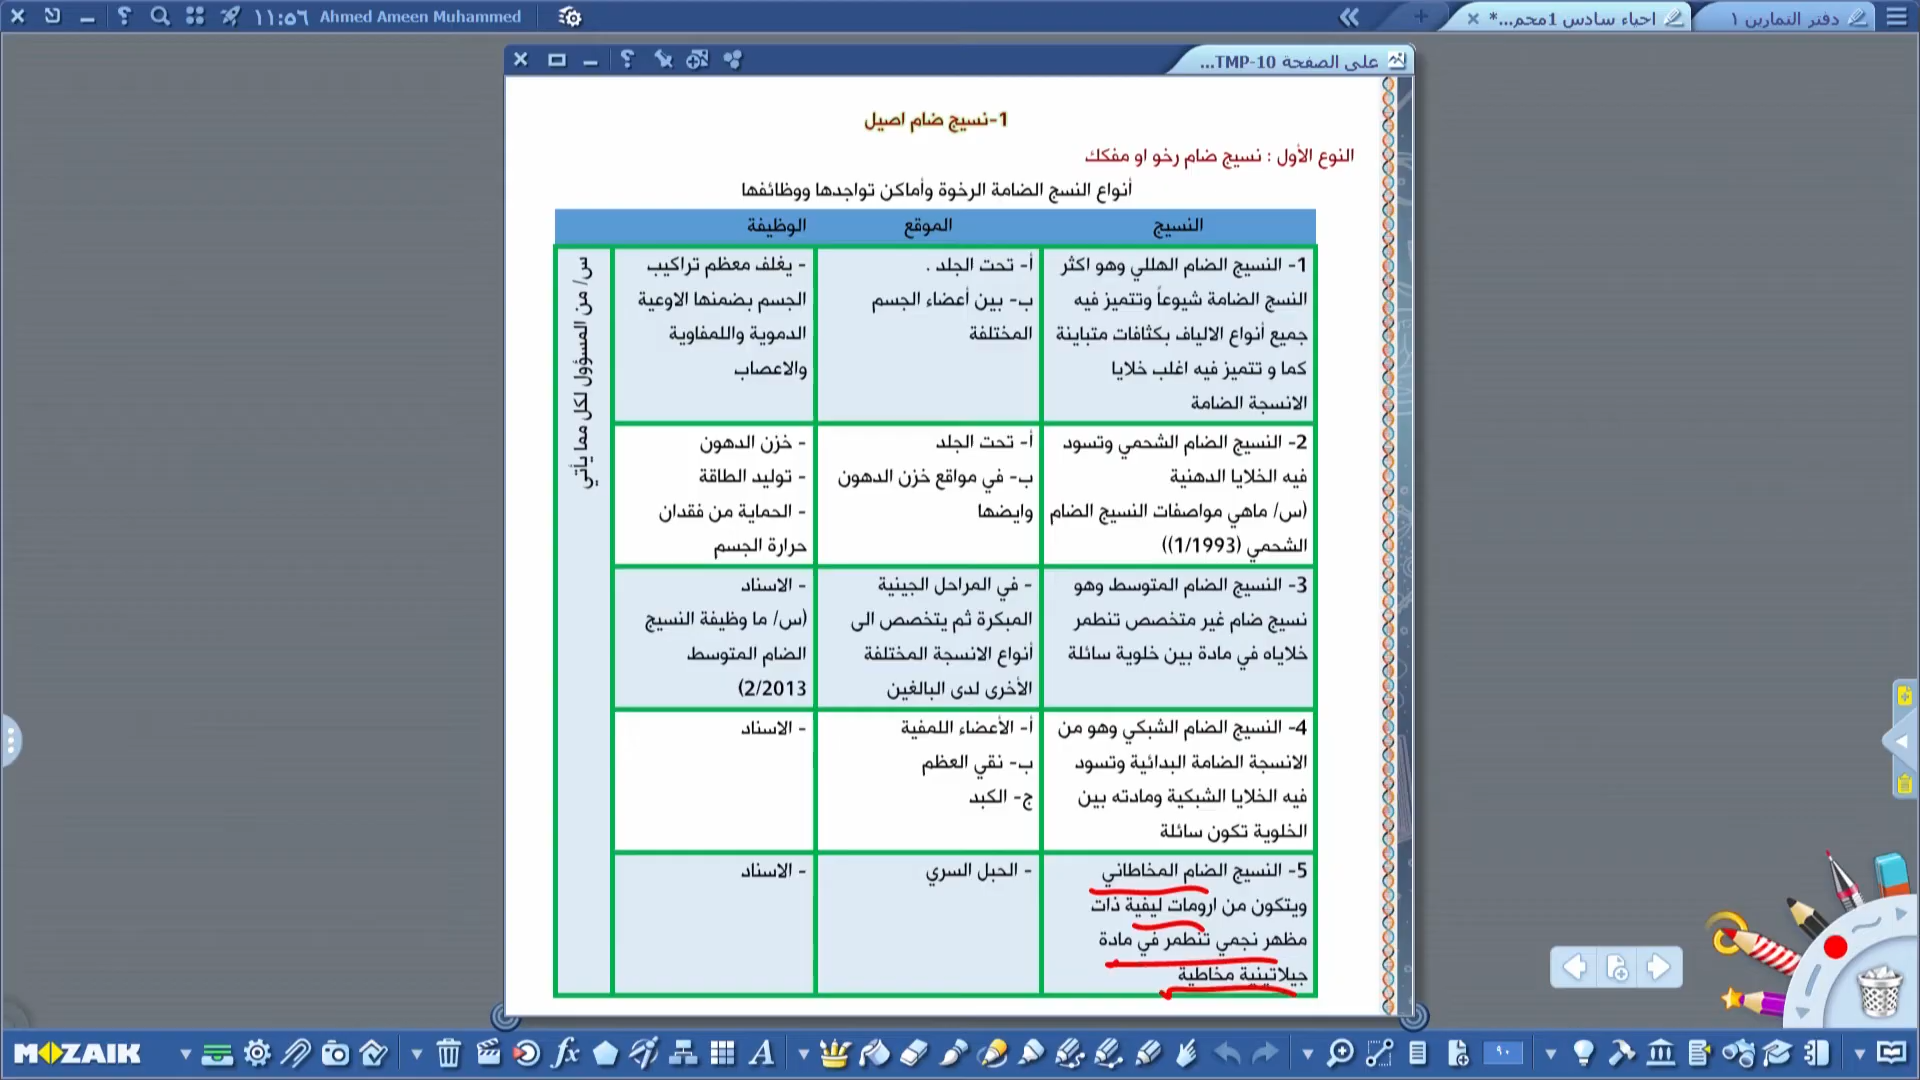 ١١:٥٦ Ahmed Ameen Muhammed
احياء سادس 1محم...*
دفتر التمارين ١
على الصفحة TMP-10...
1-نسيج ضام اصيل
النوع الأول : نسيج ضام رخو او مفكك
أنواع النسج الضامة الرخوة وأماكن تواجدها ووظائفها
النسيج
الموقع
الوظيفة
1- النسيج الضام الهللي وهو اكثر
النسج الضامة شيوعاً وتتميز فيه
جميع أنواع الالياف بكثافات متباينة
كما و تتميز فيه اغلب خلايا
الانسجة الضامة
أ- تحت الجلد .
ب- بين أعضاء الجسم
المختلفة
- يغلف معظم تراكيب
الجسم بضمنها الاوعية
الدموية واللمفاوية
والاعصاب
س/ من المسؤول لكل مما يأتي
2- النسيج الضام الشحمي وتسود
فيه الخلايا الدهنية
(س/ ماهي مواصفات النسيج الضام
الشحمي (1/1993))
أ- تحت الجلد
ب- في مواقع خزن الدهون
وايضها
- خزن الدهون
- توليد الطاقة
- الحماية من فقدان
حرارة الجسم
3- النسيج الضام المتوسط وهو
نسيج ضام غير متخصص تنطمر
خلاياه في مادة بين خلوية سائلة
- في المراحل الجينية
المبكرة ثم يتخصص الى
أنواع الانسجة المختلفة
الأخرى لدى البالغين
- الاسناد
(س/ ما وظيفة النسيج
الضام المتوسط
2/2013)
4- النسيج الضام الشبكي وهو من
الانسجة الضامة البدائية وتسود
فيه الخلايا الشبكية ومادته بين
الخلوية تكون سائلة
أ- الأعضاء اللمفية
ب- نقي العظم
ج- الكبد
- الاسناد
5- النسيج الضام المخاطاني
ويتكون من ارومات ليفية ذات
مظهر نجمي تنطمر في مادة
جيلاتينية مخاطية
- الحبل السري
- الاسناد
MOZAIK
٩٠